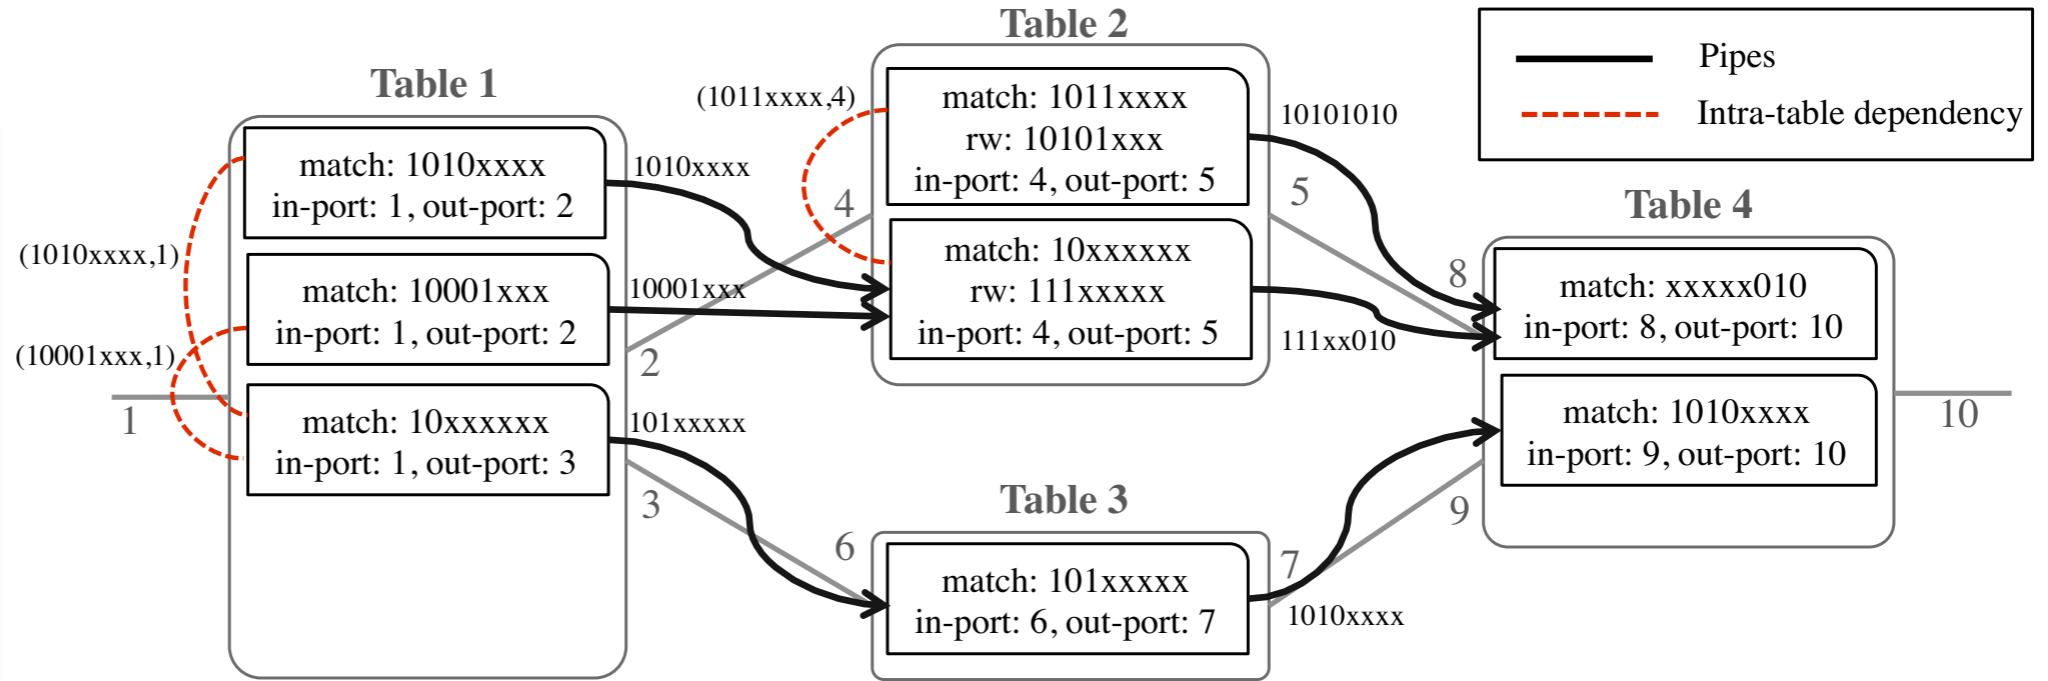 Table 1
(1010xxxx,1)
(10001xxx,1)
1
match: 1010xxxx
in-port: 1, out-port: 2
match: 10001xxx
in-port: 1, out-port: 2
match: 10xxxxxx
in-port: 1, out-port: 3
1010xxxx
10001xxx
2
101xxxxx
3
Table 2
(1011xxxx,4)
4
match: 1011xxxx
rw: 10101xxx
in-port: 4, out-port: 5
match: 10xxxxxx
rw: 111xxxxx
in-port: 4, out-port: 5
10101010
5
111xx010
Table 3
6
match: 101xxxxx
in-port: 6, out-port: 7
7
1010xxxx
Pipes
Intra-table dependency
Table 4
8
match: xxxxx010
in-port: 8, out-port: 10
match: 1010xxxx
in-port: 9, out-port: 10
9
10